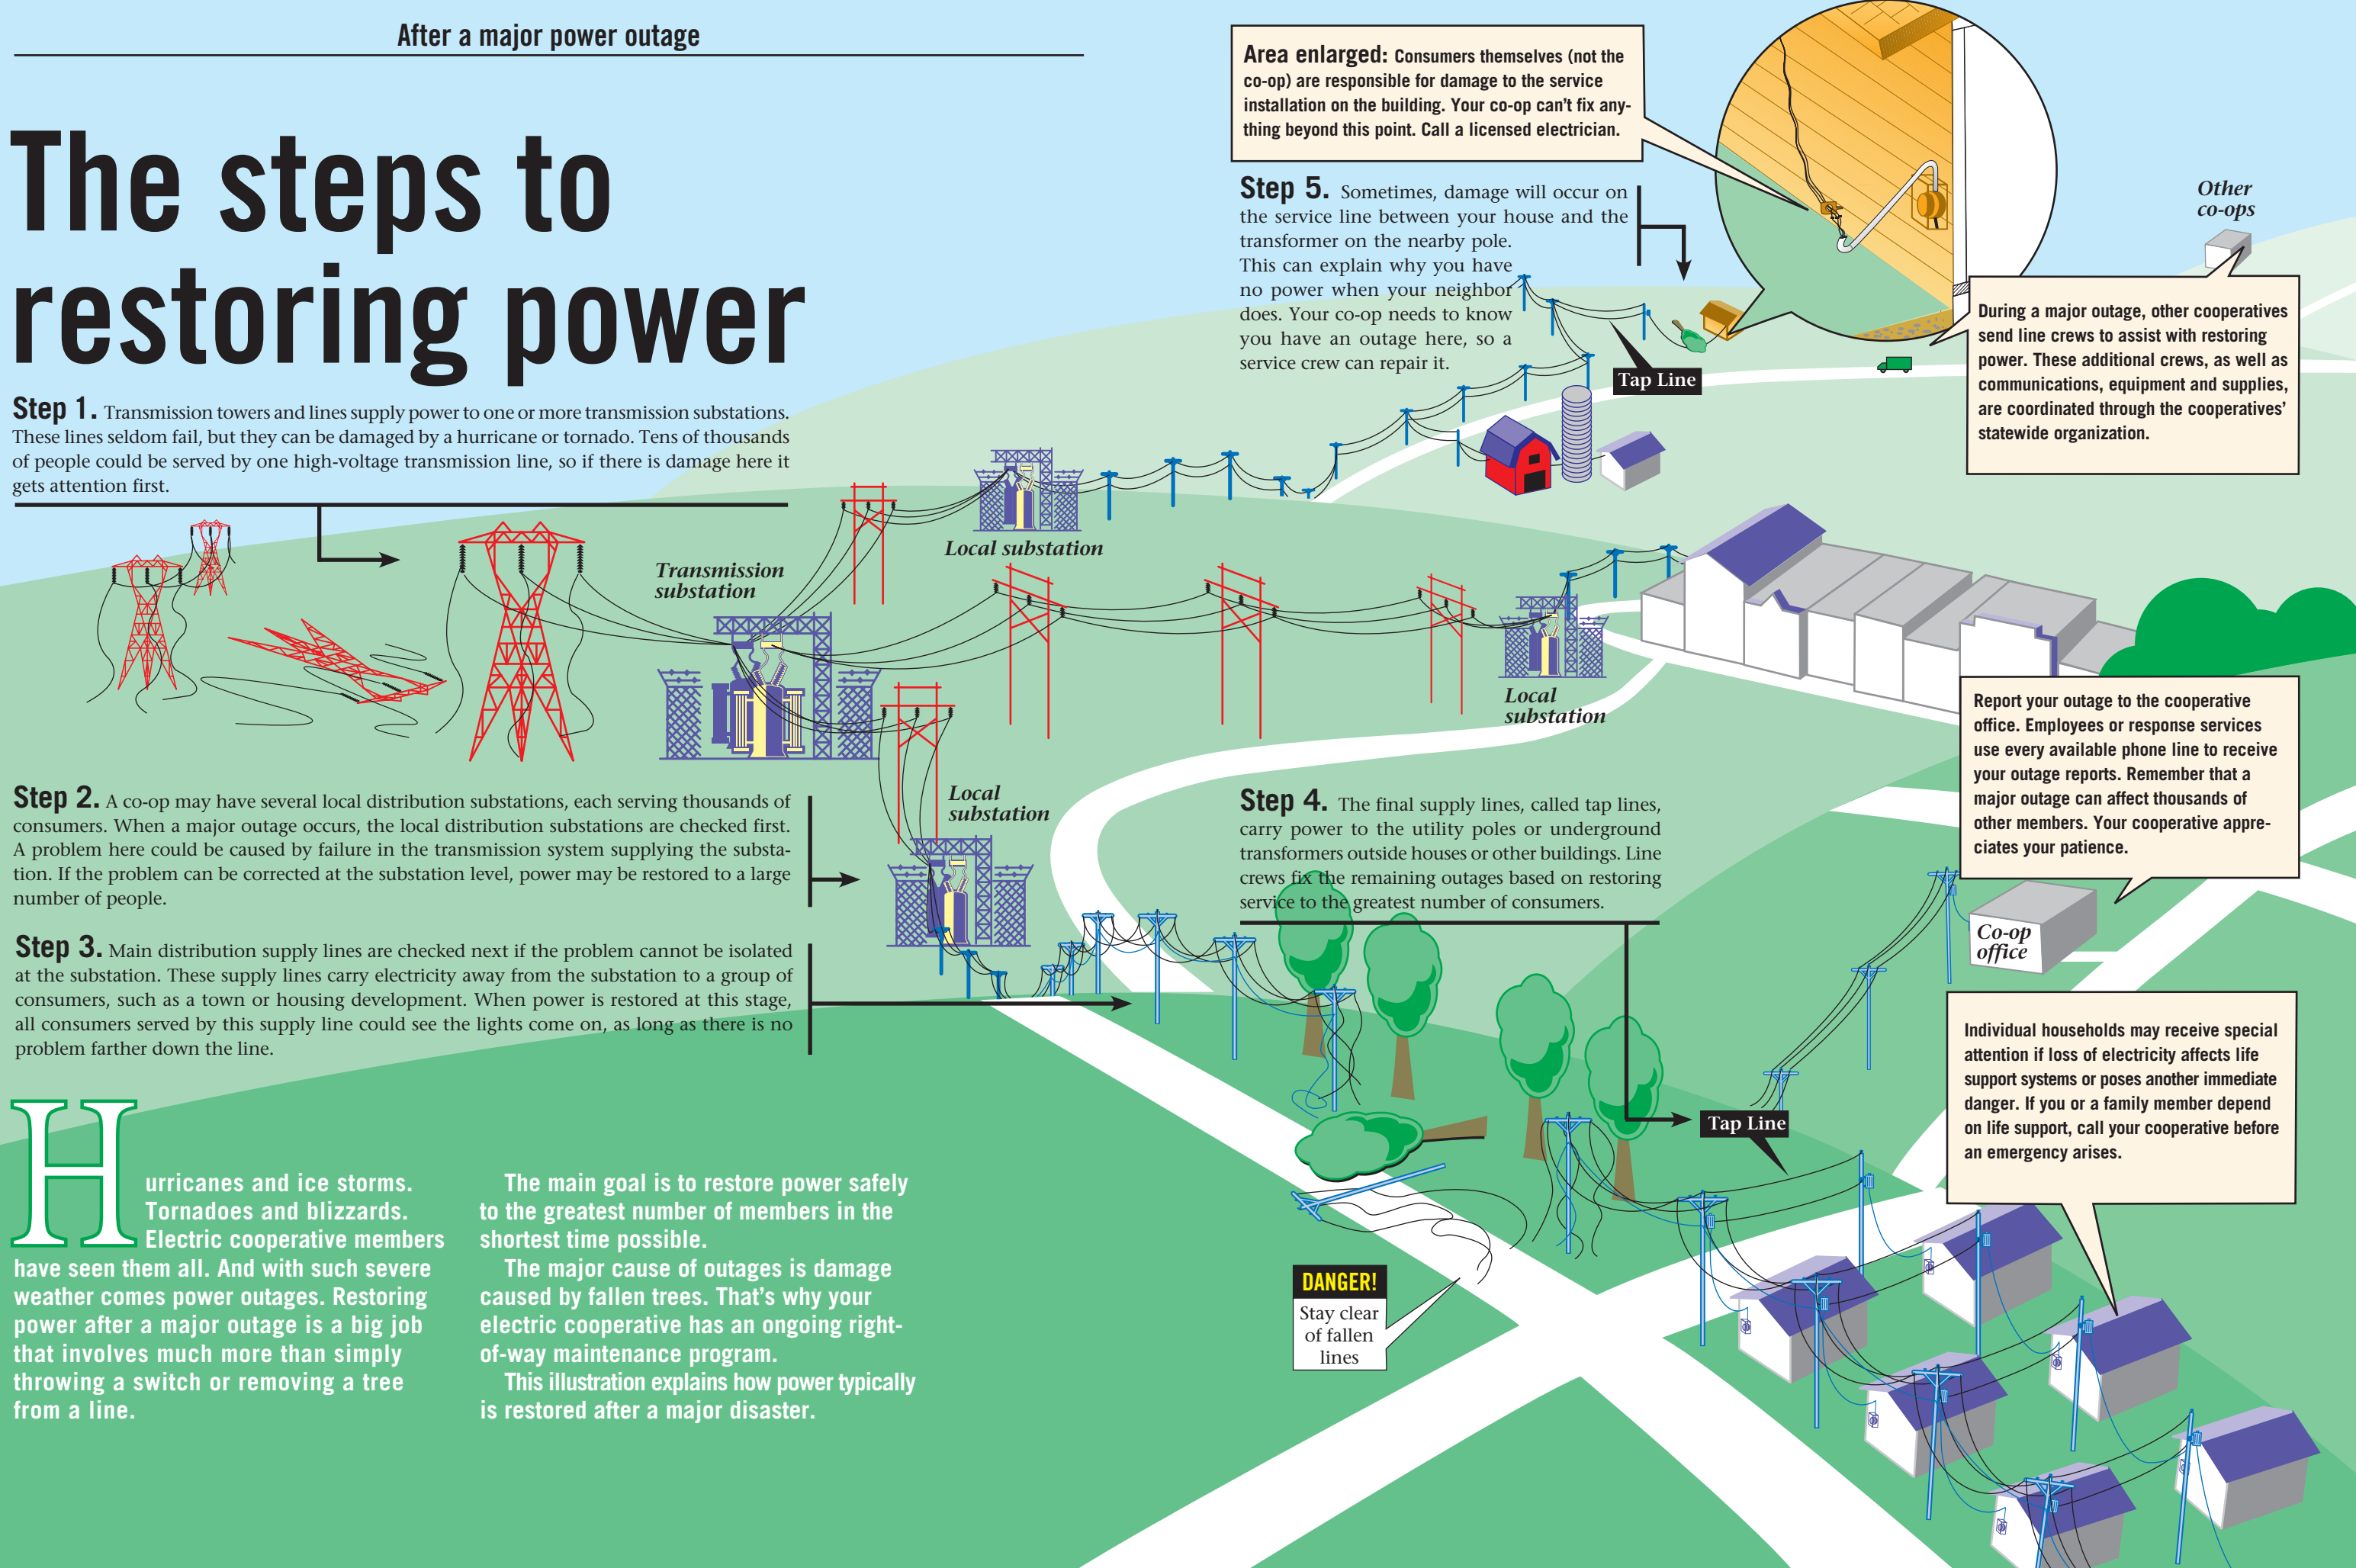 After a major power outage
The steps to
restoring power
Step 1. Transmission towers and lines supply power to one or more transmission substations.
These lines seldom fail, but they can be damaged by a hurricane or tornado. Tens of thousands
of people could be served by one high-voltage transmission line, so if there is damage here it
gets attention first.
Transmission
substation
Local substation
Local
substation
Local
substation
Step 2. A co-op may have several local distribution substations, each serving thousands of
consumers. When a major outage occurs, the local distribution substations are checked first.
A problem here could be caused by failure in the transmission system supplying the substa-
tion. If the problem can be corrected at the substation level, power may be restored to a large
number of people.
Step 3. Main distribution supply lines are checked next if the problem cannot be isolated
at the substation. These supply lines carry electricity away from the substation to a group of
consumers, such as a town or housing development. When power is restored at this stage,
all consumers served by this supply line could see the lights come on, as long as there is no
problem farther down the line.
Hurricanes and ice storms.
Tornadoes and blizzards.
Electric cooperative members
have seen them all. And with such severe
weather comes power outages. Restoring
power after a major outage is a big job
that involves much more than simply
throwing a switch or removing a tree
from a line.
The main goal is to restore power safely
to the greatest number of members in the
shortest time possible.
The major cause of outages is damage
caused by fallen trees. That's why your
electric cooperative has an ongoing right-
of-way maintenance program.
This illustration explains how power typically
is restored after a major disaster.
Area enlarged: Consumers themselves (not the
co-op) are responsible for damage to the service
installation on the building. Your co-op can't fix any-
thing beyond this point. Call a licensed electrician.
Step 5. Sometimes, damage will occur on
the service line between your house and the
transformer on the nearby pole.
This can explain why you have
no power when your neighbor
does. Your co-op needs to know
you have an outage here, so a
service crew can repair it.
Tap Line
Other
co-ops
During a major outage, other cooperatives
send line crews to assist with restoring
power. These additional crews, as well as
communications, equipment and supplies,
are coordinated through the cooperatives'
statewide organization.
Report your outage to the cooperative
office. Employees or response services
use every available phone line to receive
your outage reports. Remember that a
major outage can affect thousands of
other members. Your cooperative appre-
ciates your patience.
Co-op
office
Step 4. The final supply lines, called tap lines,
carry power to the utility poles or underground
transformers outside houses or other buildings. Line
crews fix the remaining outages based on restoring
service to the greatest number of consumers.
Tap Line
Individual households may receive special
attention if loss of electricity affects life
support systems or poses another immediate
danger. If you or a family member depend
on life support, call your cooperative before
an emergency arises.
DANGER!
Stay clear
of fallen
lines